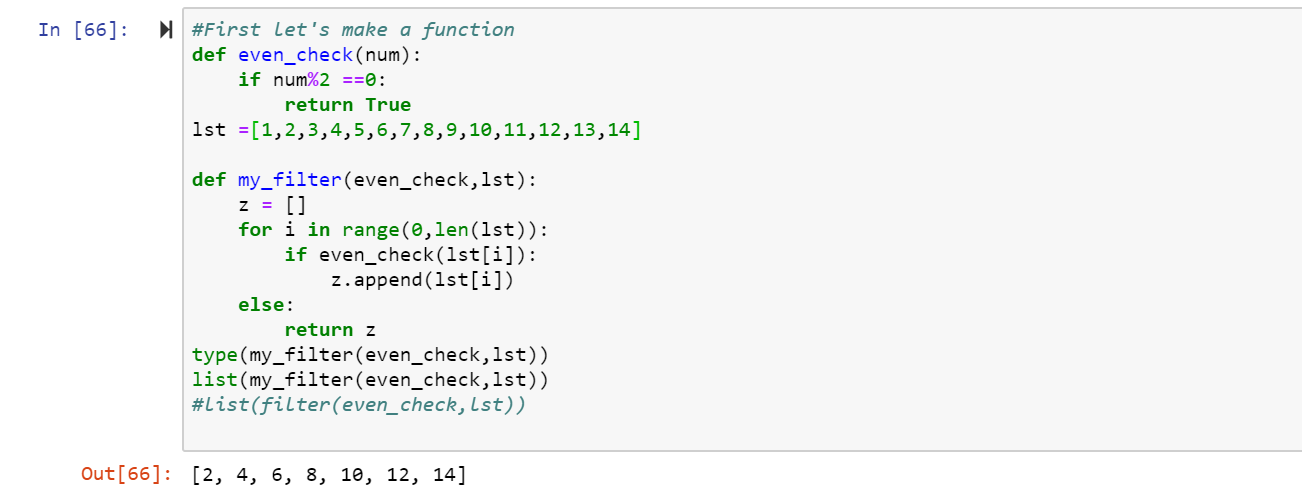 In [66]:
#First let's make a function
def even_check(num):
    if num%2 ==0:
        return True
lst =[1,2,3,4,5,6,7,8,9,10,11,12,13,14]
def my_filter(even_check,lst):
    z = []
    for i in range(0,len(lst)):
        if even_check(lst[i]):
            z.append(lst[i])
    else:
        return z
type(my_filter(even_check,lst))
list(my_filter(even_check,lst))
#list(filter(even_check,lst))
Out[66]: [2, 4, 6, 8, 10, 12, 14]